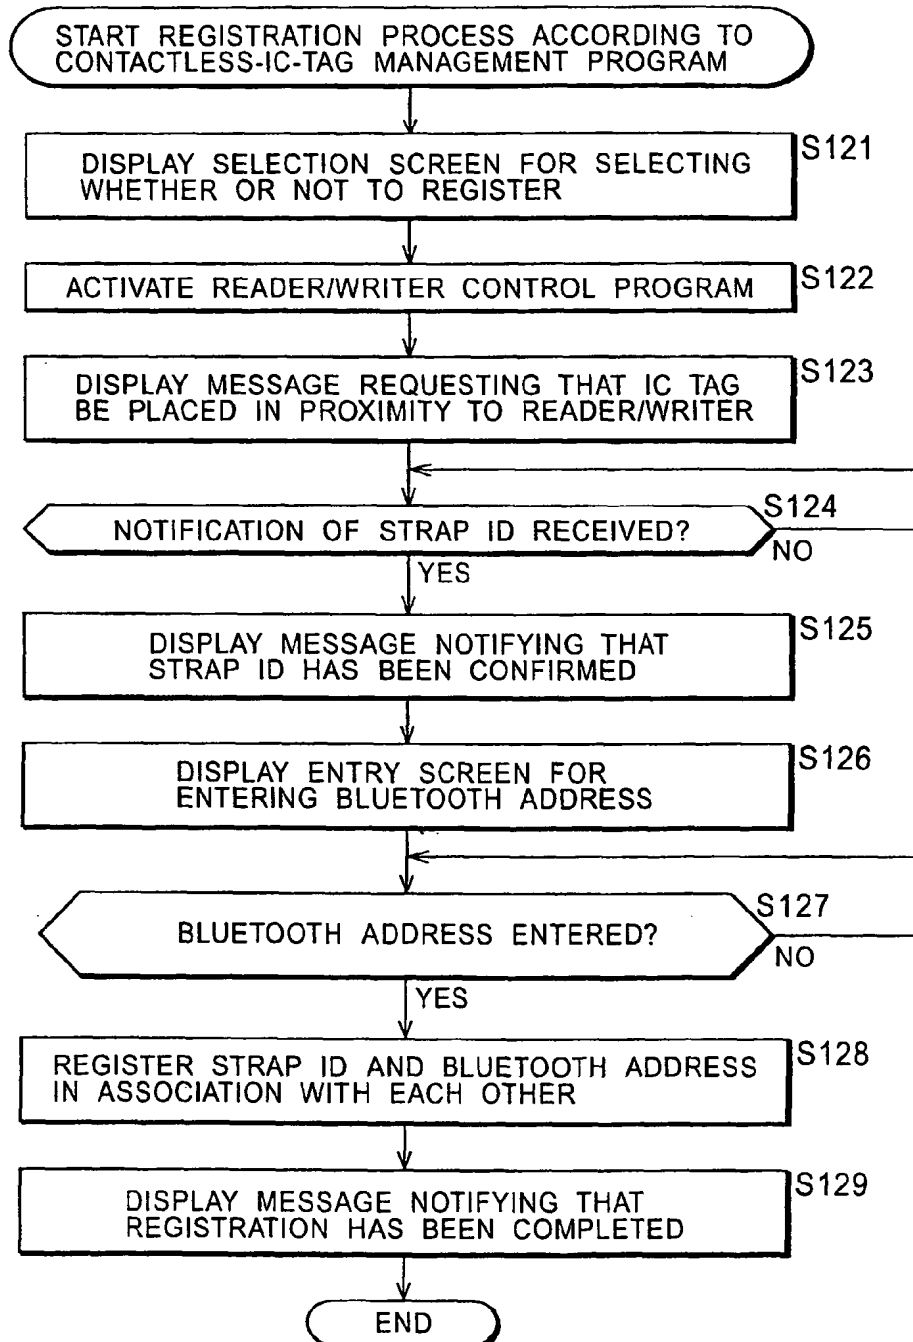 START REGISTRATION PROCESS ACCORDING TO
CONTACTLESS-IC-TAG MANAGEMENT PROGRAM
S121
DISPLAY SELECTION SCREEN FOR SELECTING
WHETHER OR NOT TO REGISTER
S122
ACTIVATE READER/WRITER CONTROL PROGRAM
S123
DISPLAY MESSAGE REQUESTING THAT IC TAG
BE PLACED IN PROXIMITY TO READER/WRITER
S124
NOTIFICATION OF STRAP ID RECEIVED?
NO
YES
S125
DISPLAY MESSAGE NOTIFYING THAT
STRAP ID HAS BEEN CONFIRMED
S126
DISPLAY ENTRY SCREEN FOR
ENTERING BLUETOOTH ADDRESS
S127
BLUETOOTH ADDRESS ENTERED?
NO
YES
S128
REGISTER STRAP ID AND BLUETOOTH ADDRESS
IN ASSOCIATION WITH EACH OTHER
S129
DISPLAY MESSAGE NOTIFYING THAT
REGISTRATION HAS BEEN COMPLETED
END